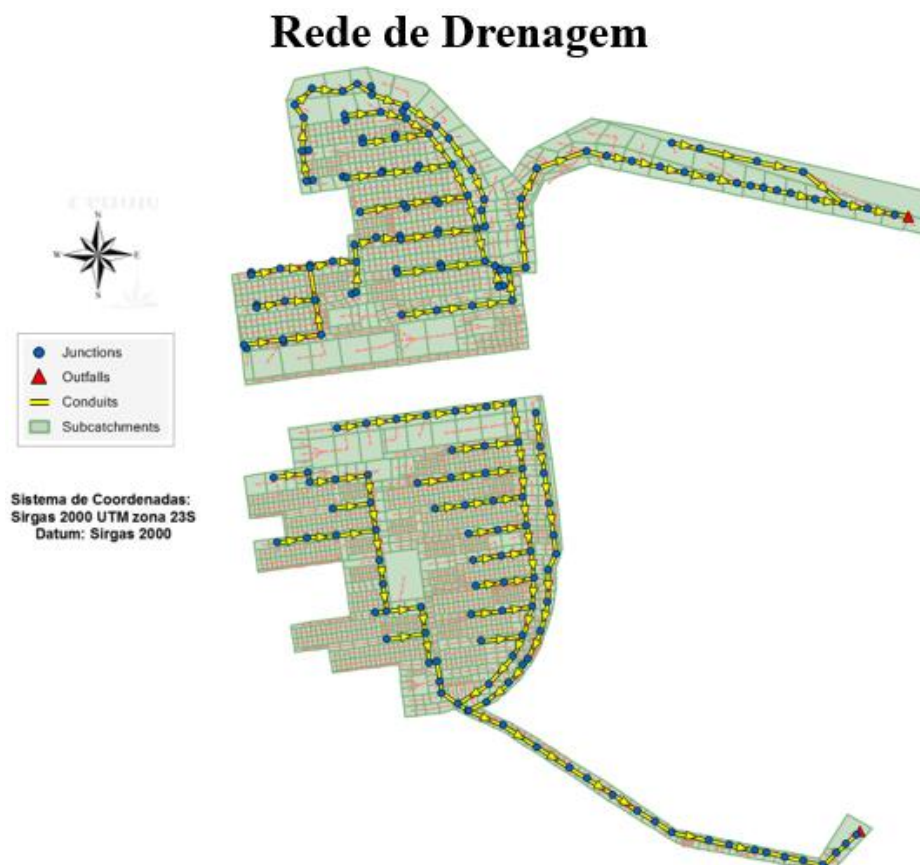 Rede de Drenagem
N
W
E
S
Junctions
Outfalls
Conduits
Subcatchments
Sistema de Coordenadas:
Sirgas 2000 UTM zona 23S
Datum: Sirgas 2000